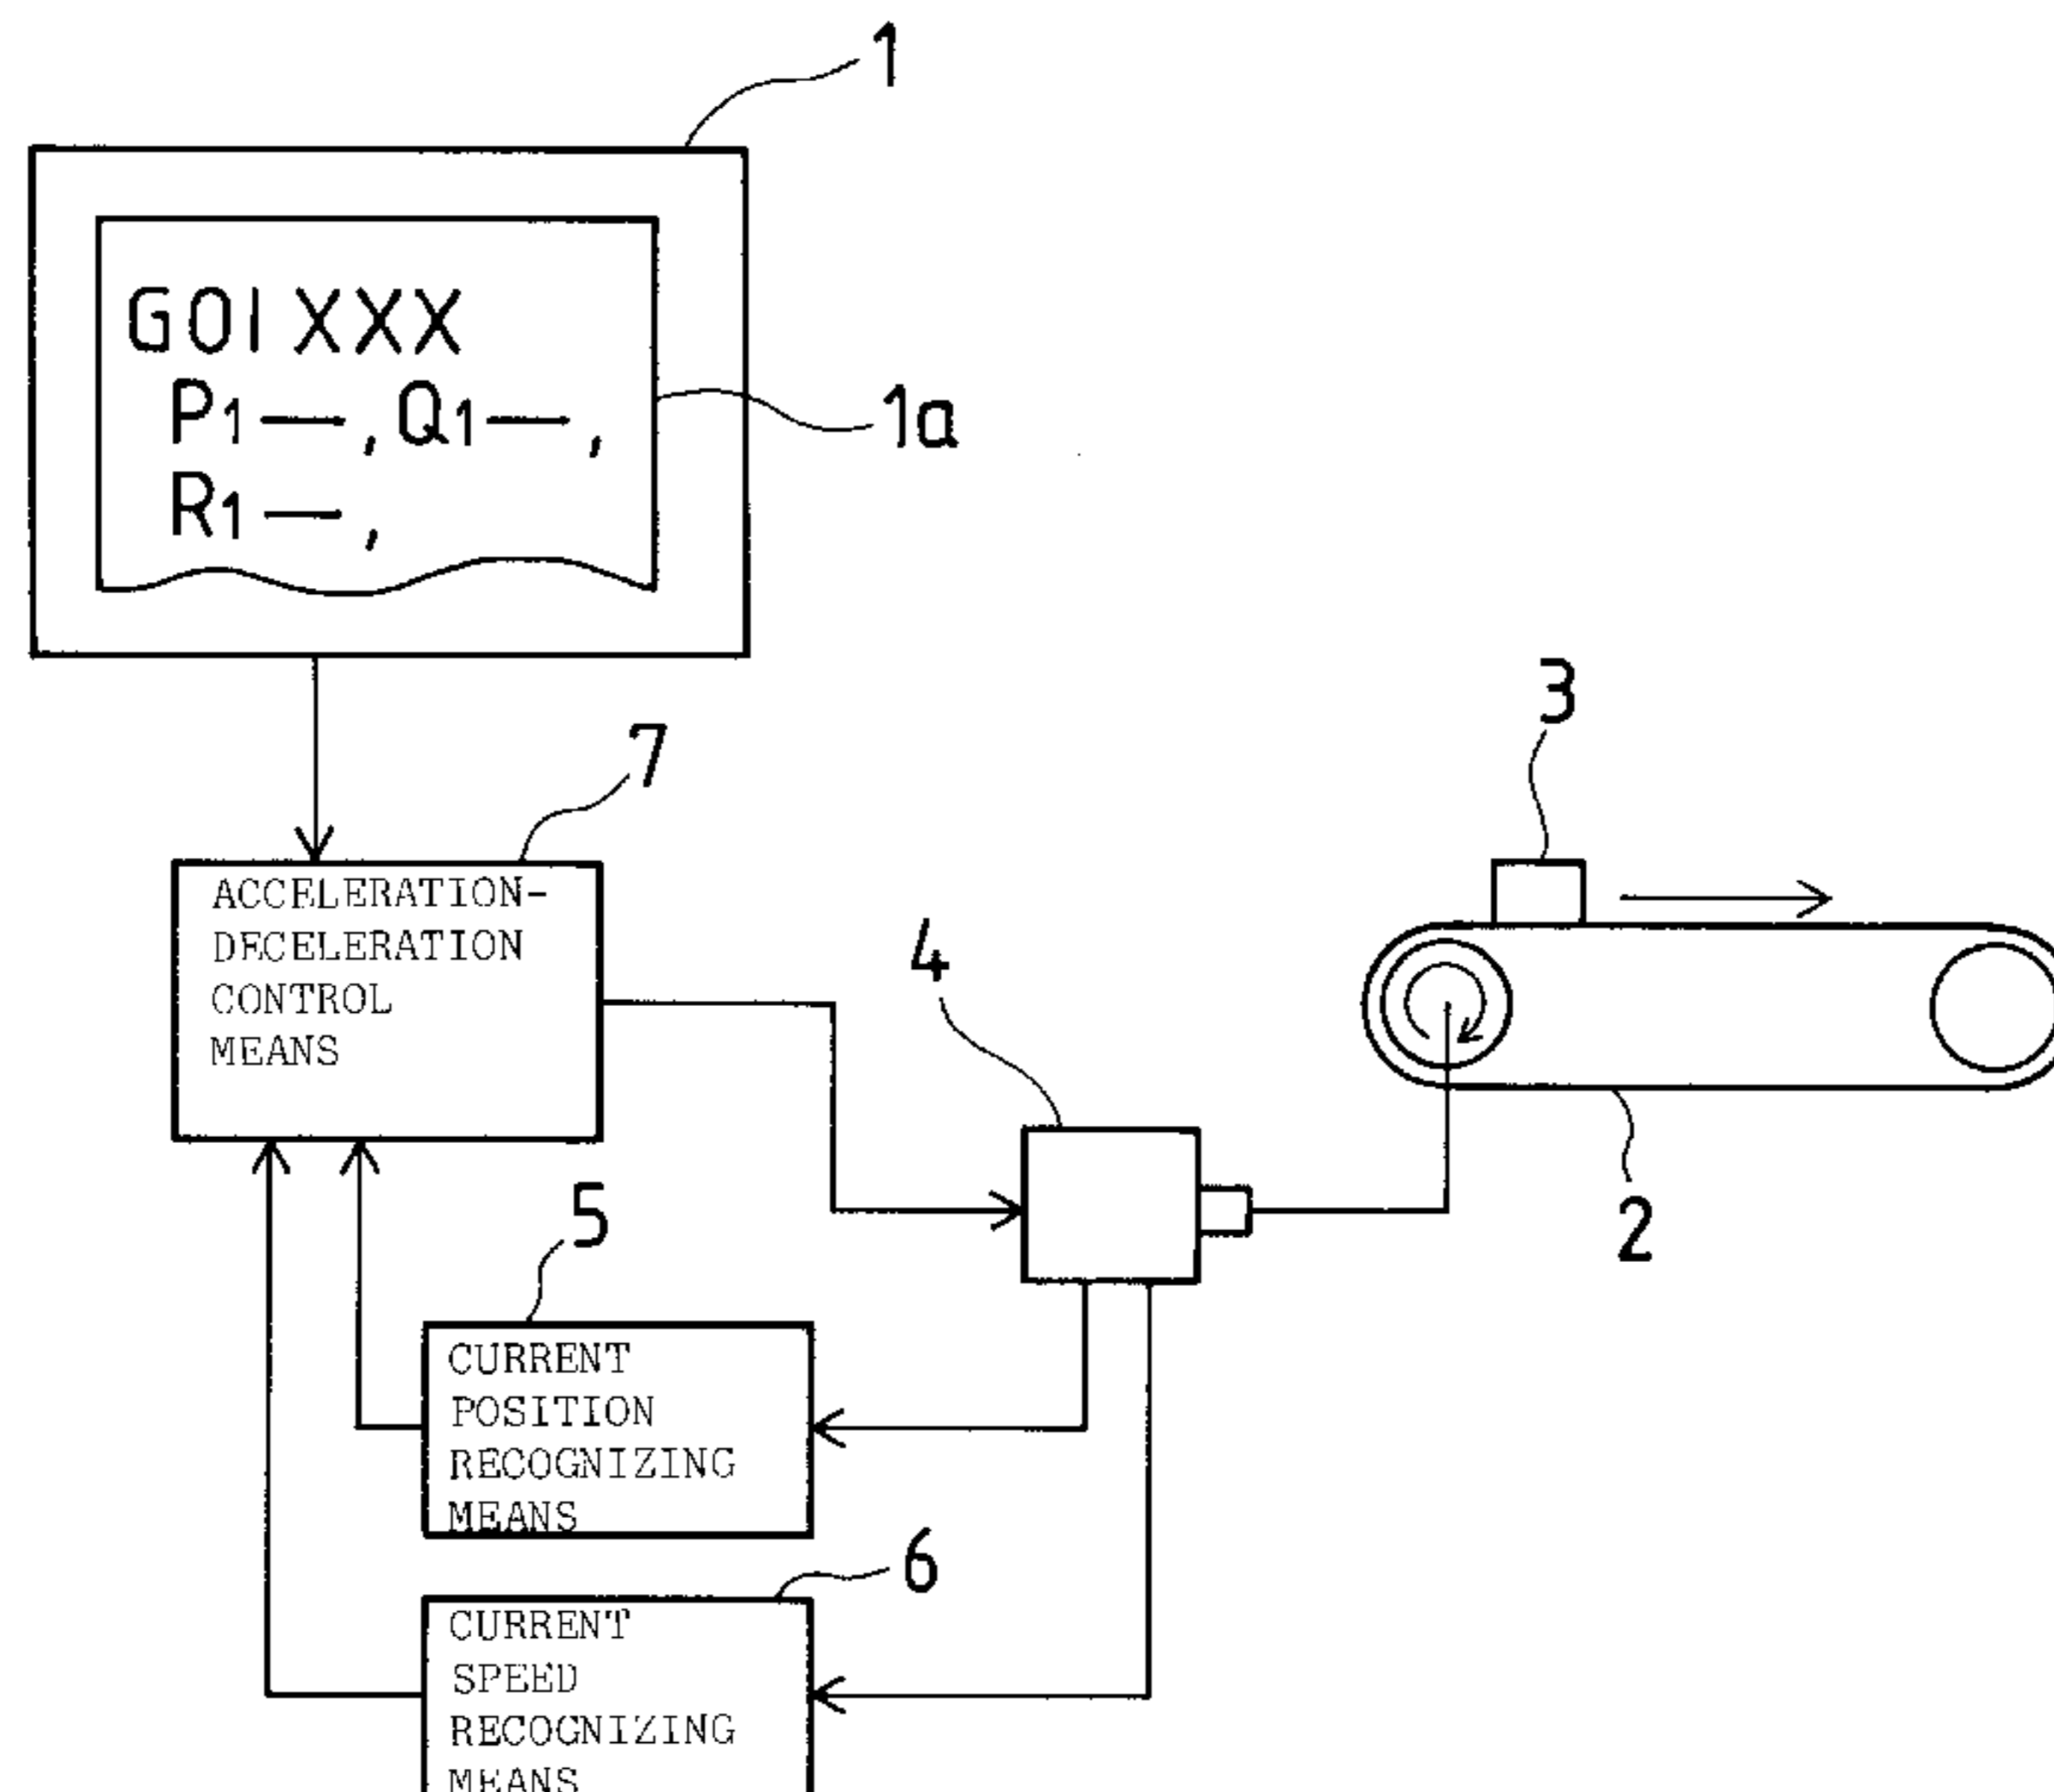 1
GO1 XXX
P1—, Q1—,
1a
R1—,
3
7
ACCELERATION-
DECELERATION
CONTROL
MEANS
4
5
2
CURRENT
POSITION
RECOGNIZING
MEANS
6
CURRENT
SPEED
RECOGNIZING
MEANS